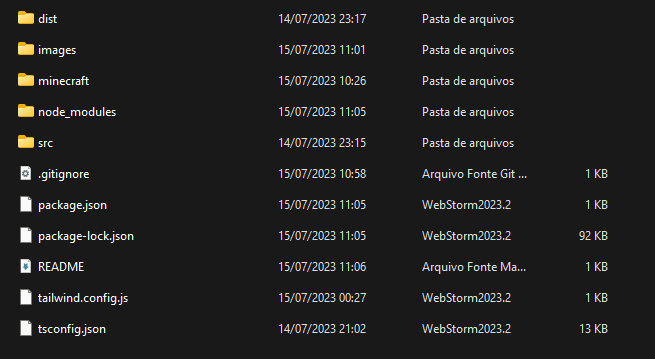 dist 14/07/2023 23:17 Pasta de arquivos
images 15/07/2023 11:01 Pasta de arquivos
minecraft 15/07/2023 10:26 Pasta de arquivos
node_modules 15/07/2023 11:05 Pasta de arquivos
src 14/07/2023 23:15 Pasta de arquivos
.gitignore 15/07/2023 10:58 Arquivo Fonte Git ... 1 KB
package.json 15/07/2023 11:05 WebStorm2023.2 1 KB
package-lock.json 15/07/2023 11:05 WebStorm2023.2 92 KB
README 15/07/2023 11:06 Arquivo Fonte Ma... 1 KB
tailwind.config.js 15/07/2023 00:27 WebStorm2023.2 1 KB
tsconfig.json 14/07/2023 21:02 WebStorm2023.2 13 KB